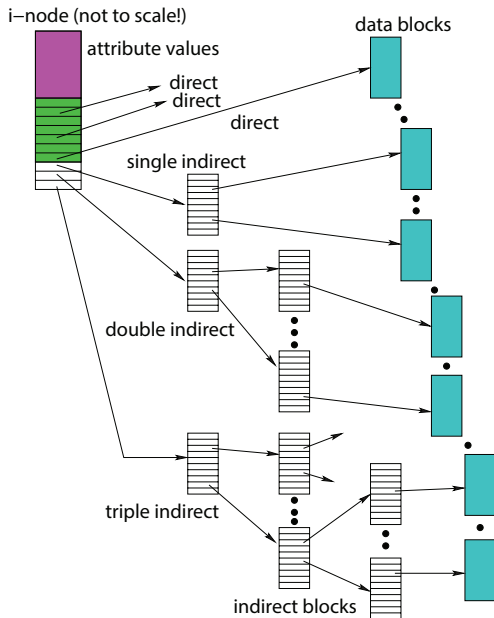 i–node (not to scale!)
attribute values
data blocks
direct
direct
direct
single indirect
double indirect
triple indirect
indirect blocks